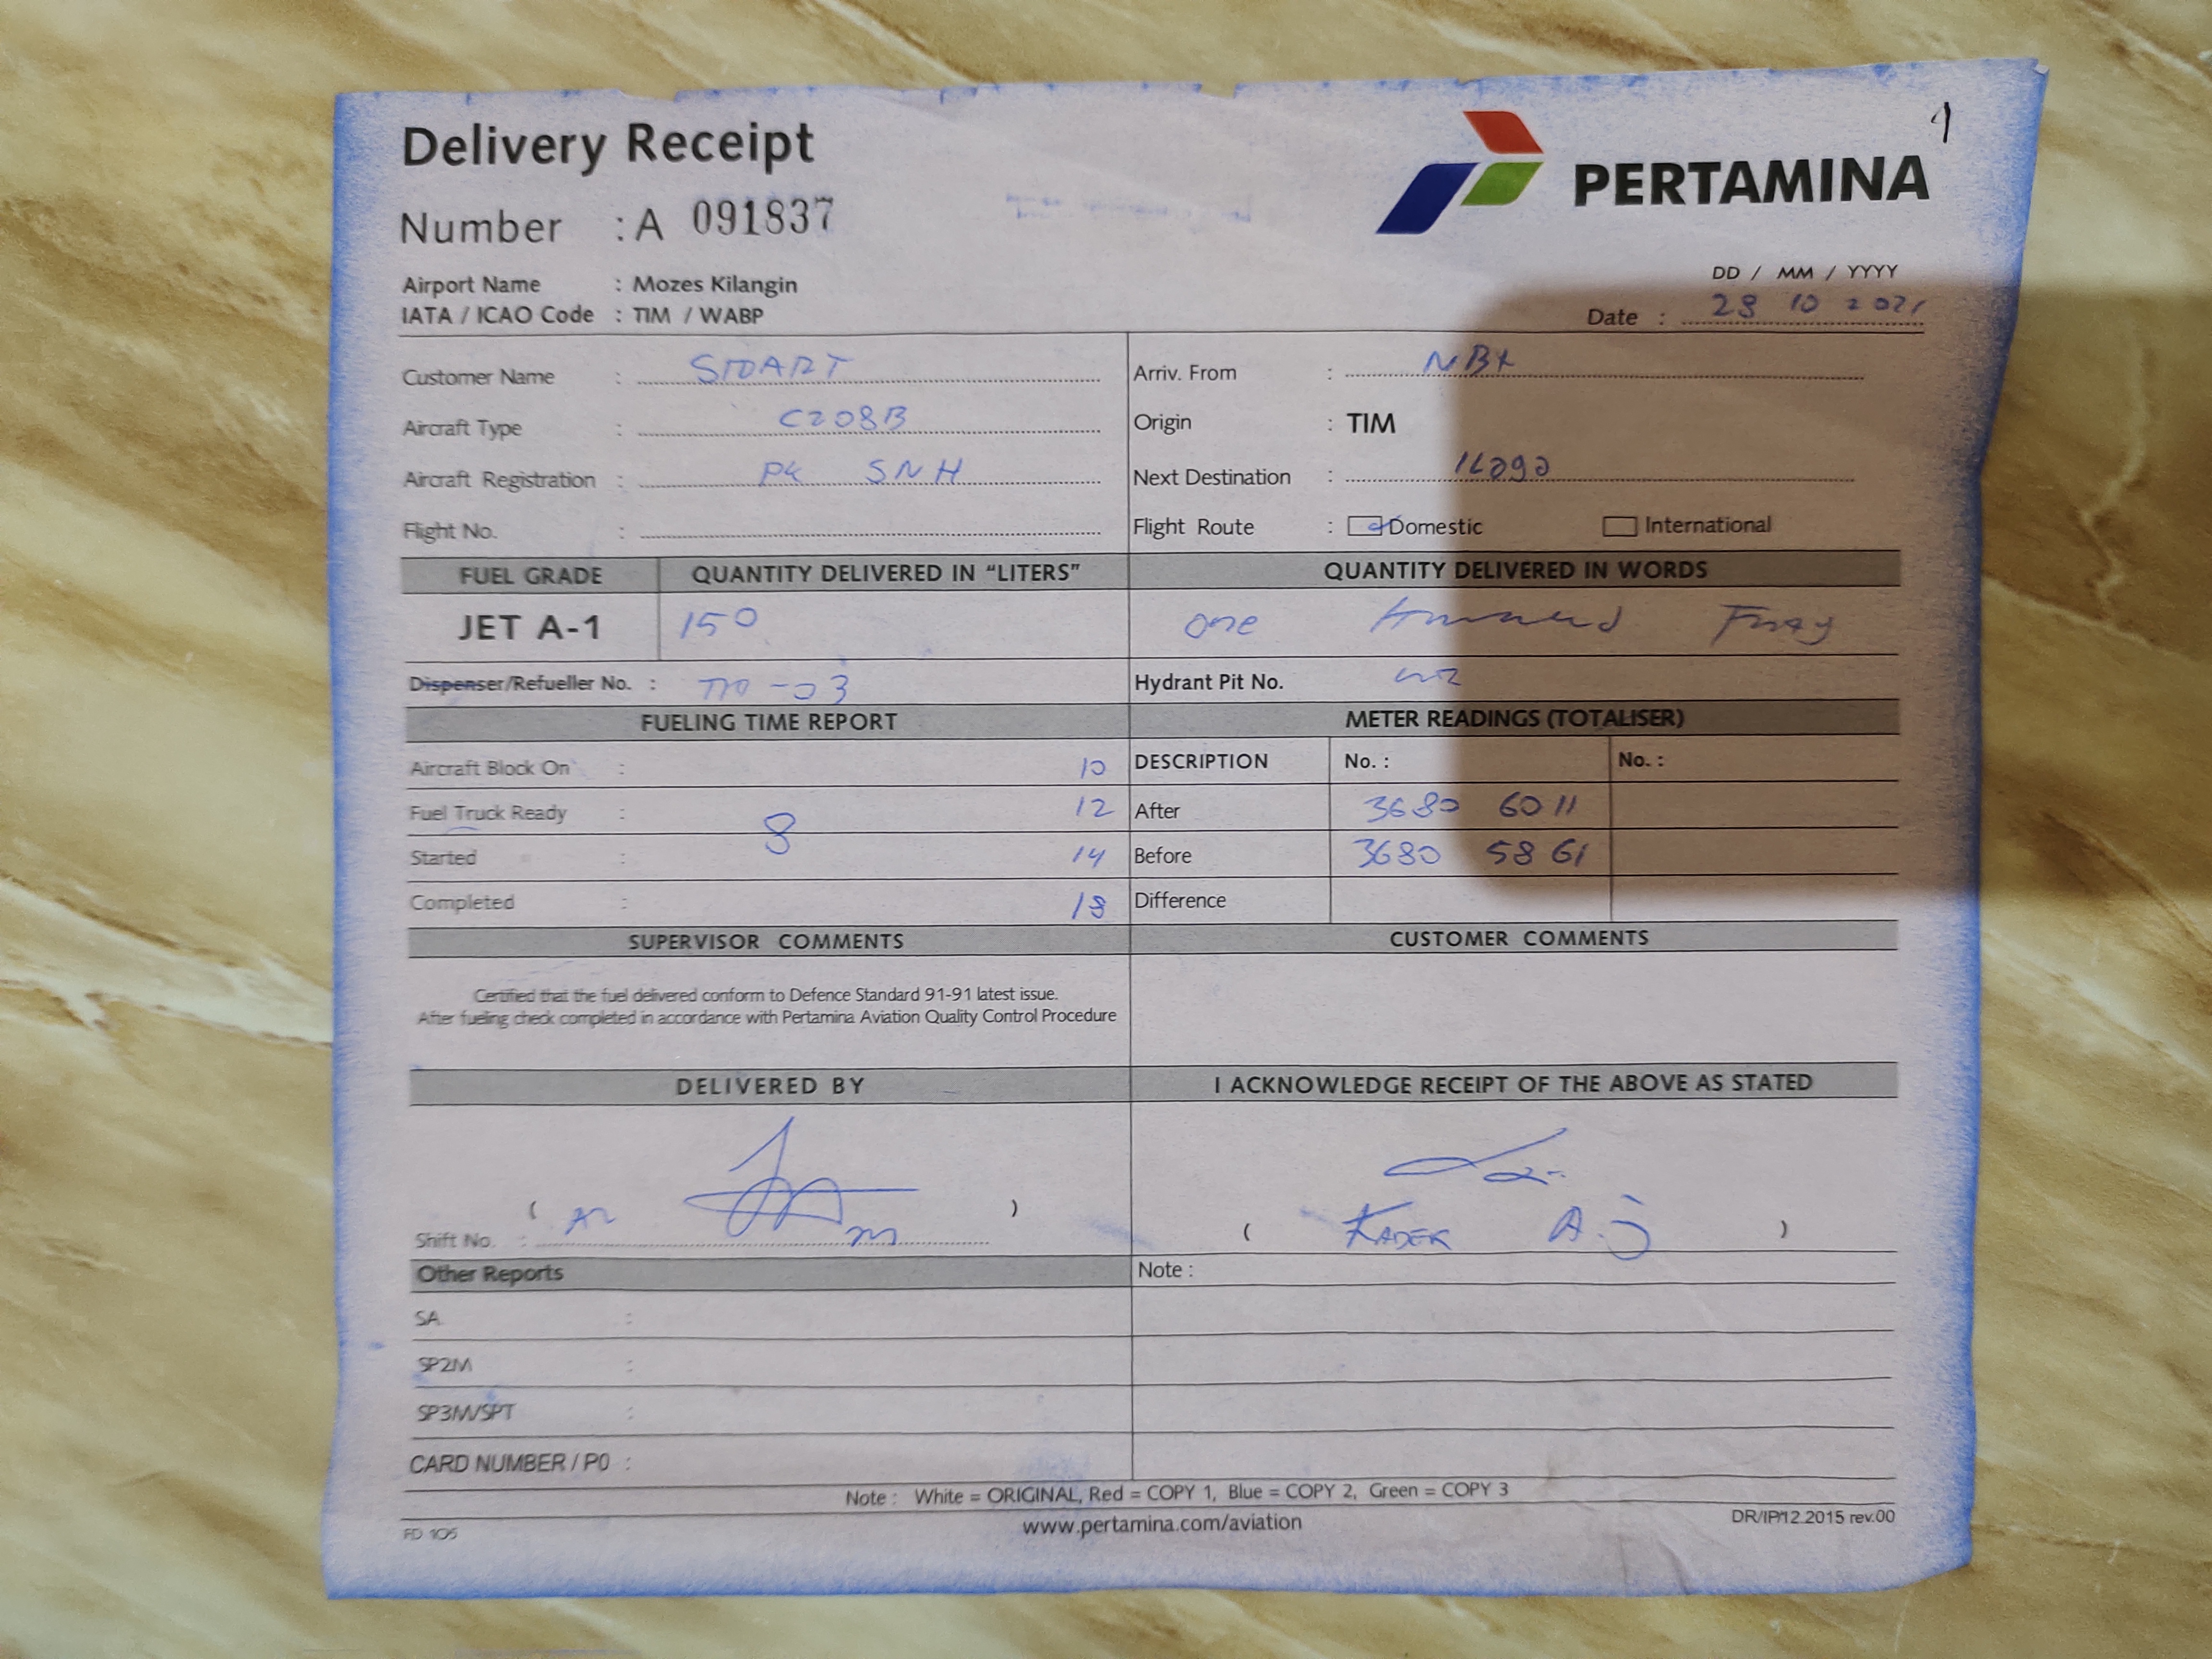 1
Delivery Receipt
PERTAMINA
Number : A 091837
Airport Name : Mozes Kilangin
IATA / ICAO Code : TIM / WABP
DD / MM / YYYY
Date : 28 10 2021
Customer Name :
Arriv. From : NBX
Aircraft Type : C208B
Origin : TIM
Aircraft Registration : PK SNH
Next Destination :
Flight No. :
Flight Route : Domestic International
FUEL GRADE QUANTITY DELIVERED IN "LITERS" QUANTITY DELIVERED IN WORDS
JET A-1 150 one
Dispenser/Refueller No. :
Hydrant Pit No.
FUELING TIME REPORT METER READINGS (TOTALISER)
Aircraft Block On : 10 DESCRIPTION No. : No. :
Fuel Truck Ready : 12 After 3680 6011
8
Started : 14 Before 3680 5861
Completed : 18 Difference
SUPERVISOR COMMENTS CUSTOMER COMMENTS
Certified that the fuel delivered conform to Defence Standard 91-91 latest issue.
After fueling check completed in accordance with Pertamina Aviation Quality Control Procedure
DELIVERED BY I ACKNOWLEDGE RECEIPT OF THE ABOVE AS STATED
( )
Shift No. :
( KADEK A. J )
Other Reports Note :
SA :
SP2M :
SP3M/SPT :
CARD NUMBER / PO :
Note : White = ORIGINAL, Red = COPY 1, Blue = COPY 2, Green = COPY 3
FD 105 www.pertamina.com/aviation DR/IP/12.2015 rev.00